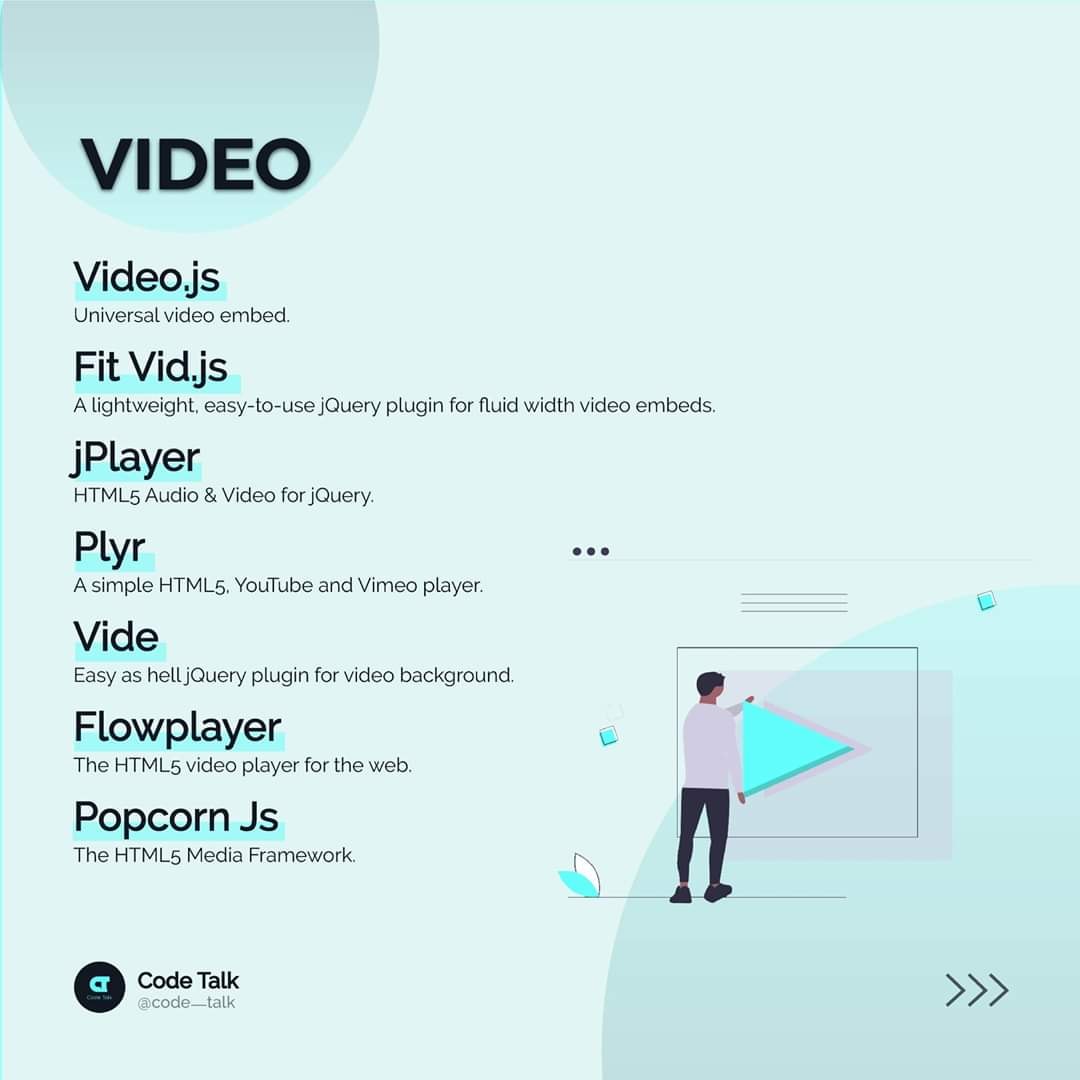 VIDEO
Video.js
Universal video embed.
Fit Vid.js
A lightweight, easy-to-use jQuery plugin for fluid width video embeds.
jPlayer
HTML5 Audio & Video for jQuery.
Plyr
A simple HTML5, YouTube and Vimeo player.
Vide
Easy as hell jQuery plugin for video background.
Flowplayer
The HTML5 video player for the web.
Popcorn Js
The HTML5 Media Framework.
CT
Code Talk
Code Talk
@code__talk